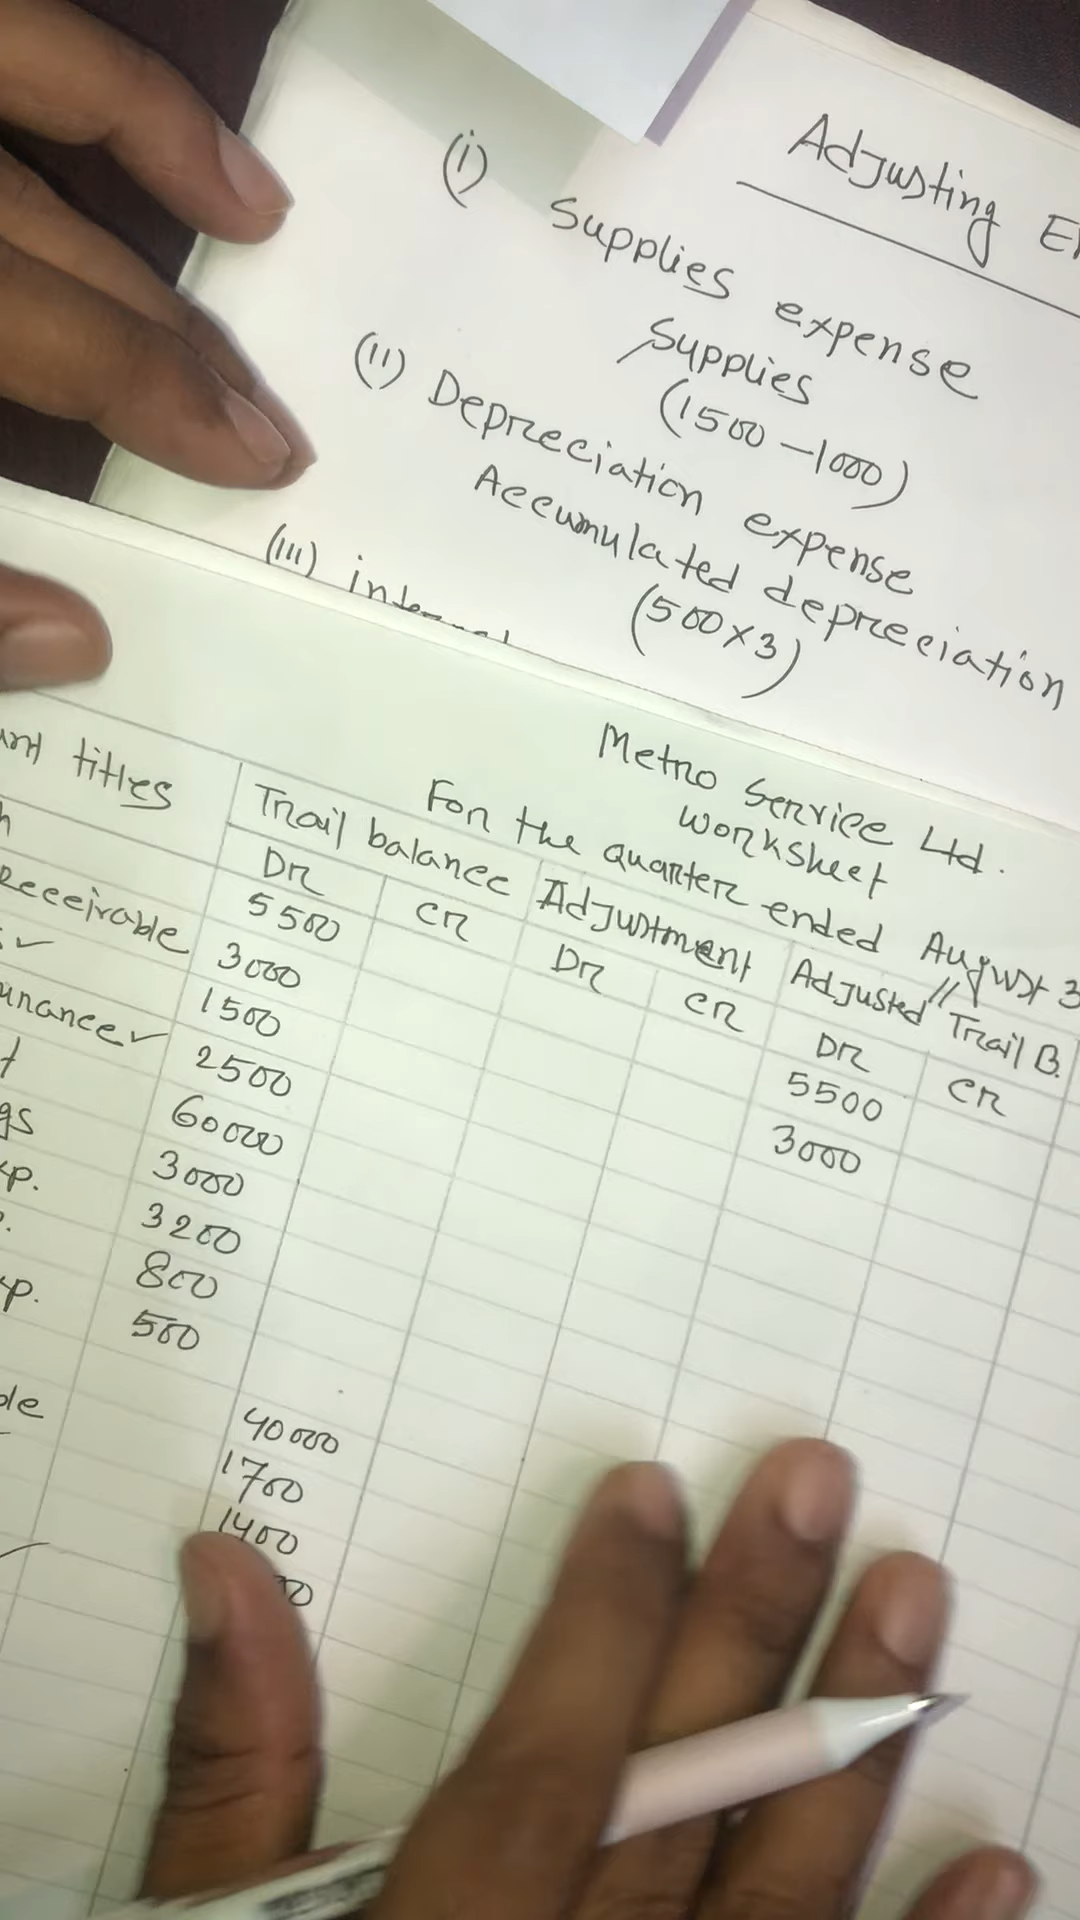 Adjusting
(i) Supplies expense
Supplies
(1500 - 1000)
(ii) Depreciation expense
Accumulated depreciation
(500 × 3)
(iii)
Metro Service Ltd.
Worksheet
For the quarter ended August 3
titles Trail balance Adjustment Adjusted Trail B.
DR CR DR CR DR CR
5500 5500
Receivable 3000 3000
1500
2500
60000
3000
3200
800
500
40000
1700
1400